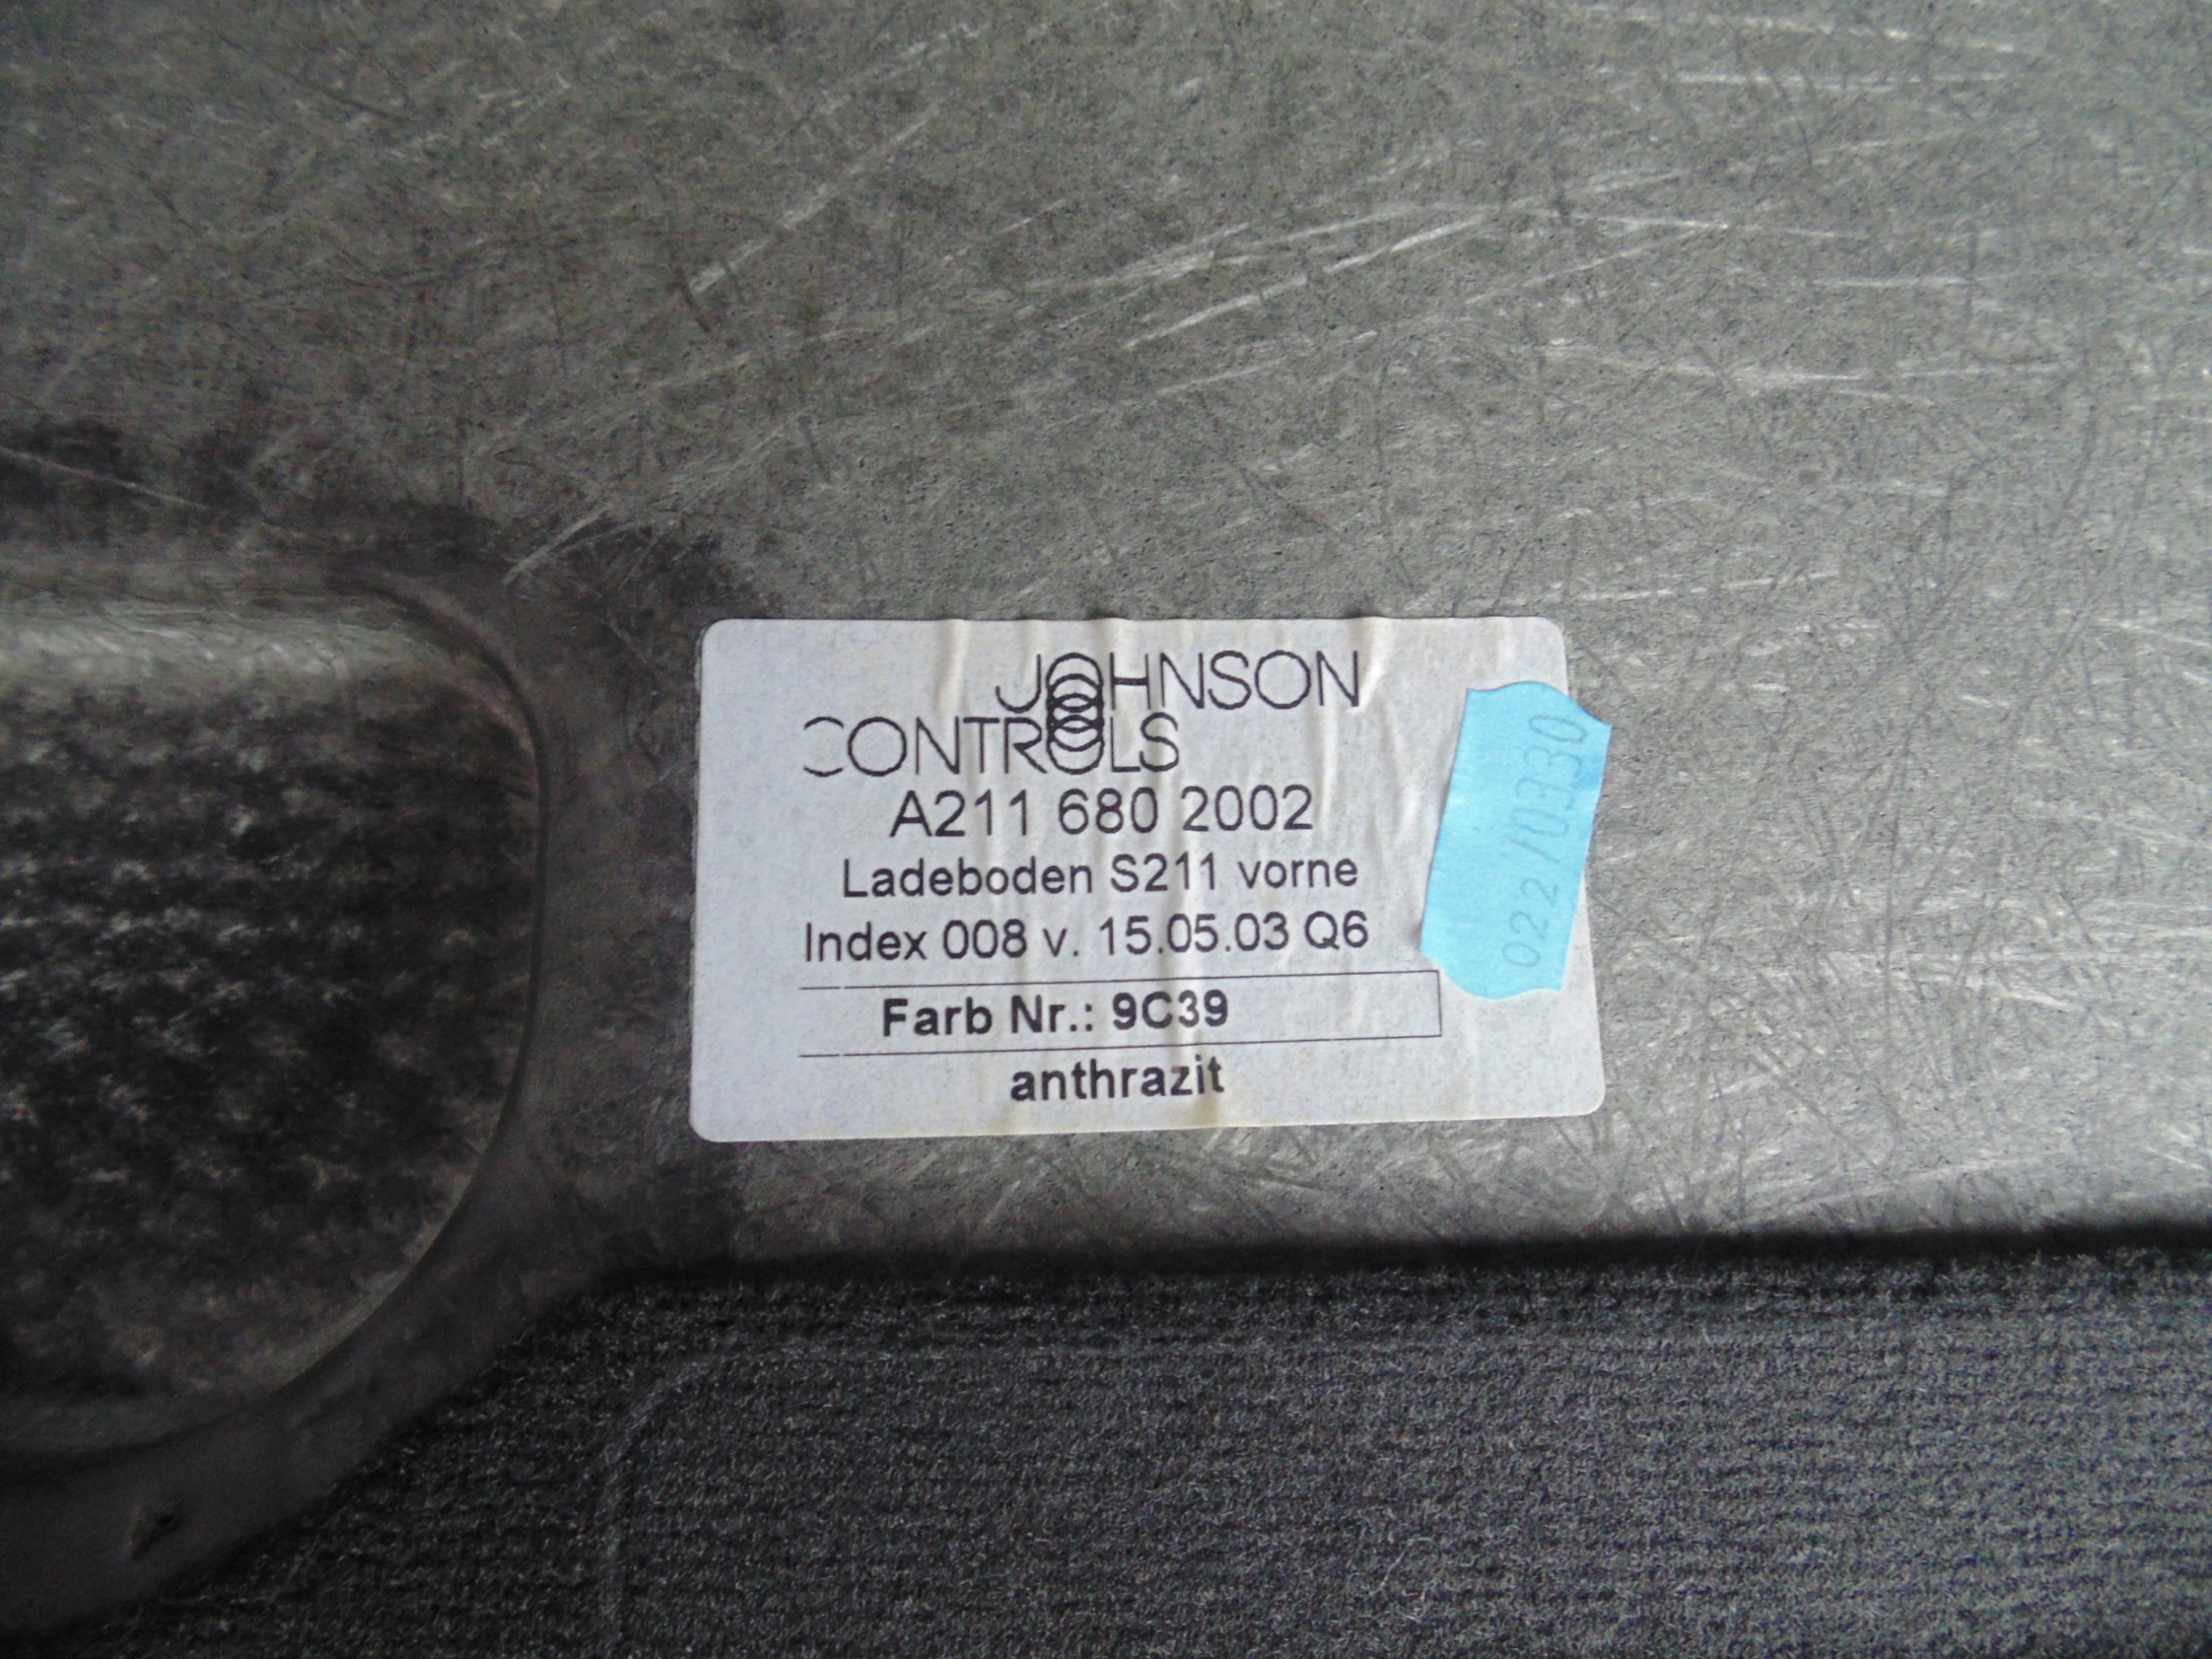 JOHNSON
CONTROLS
A211 680 2002
Ladeboden S211 vorne
Index 008 v. 15.05.03 Q6
Farb Nr.: 9C39
anthrazit
022/0330